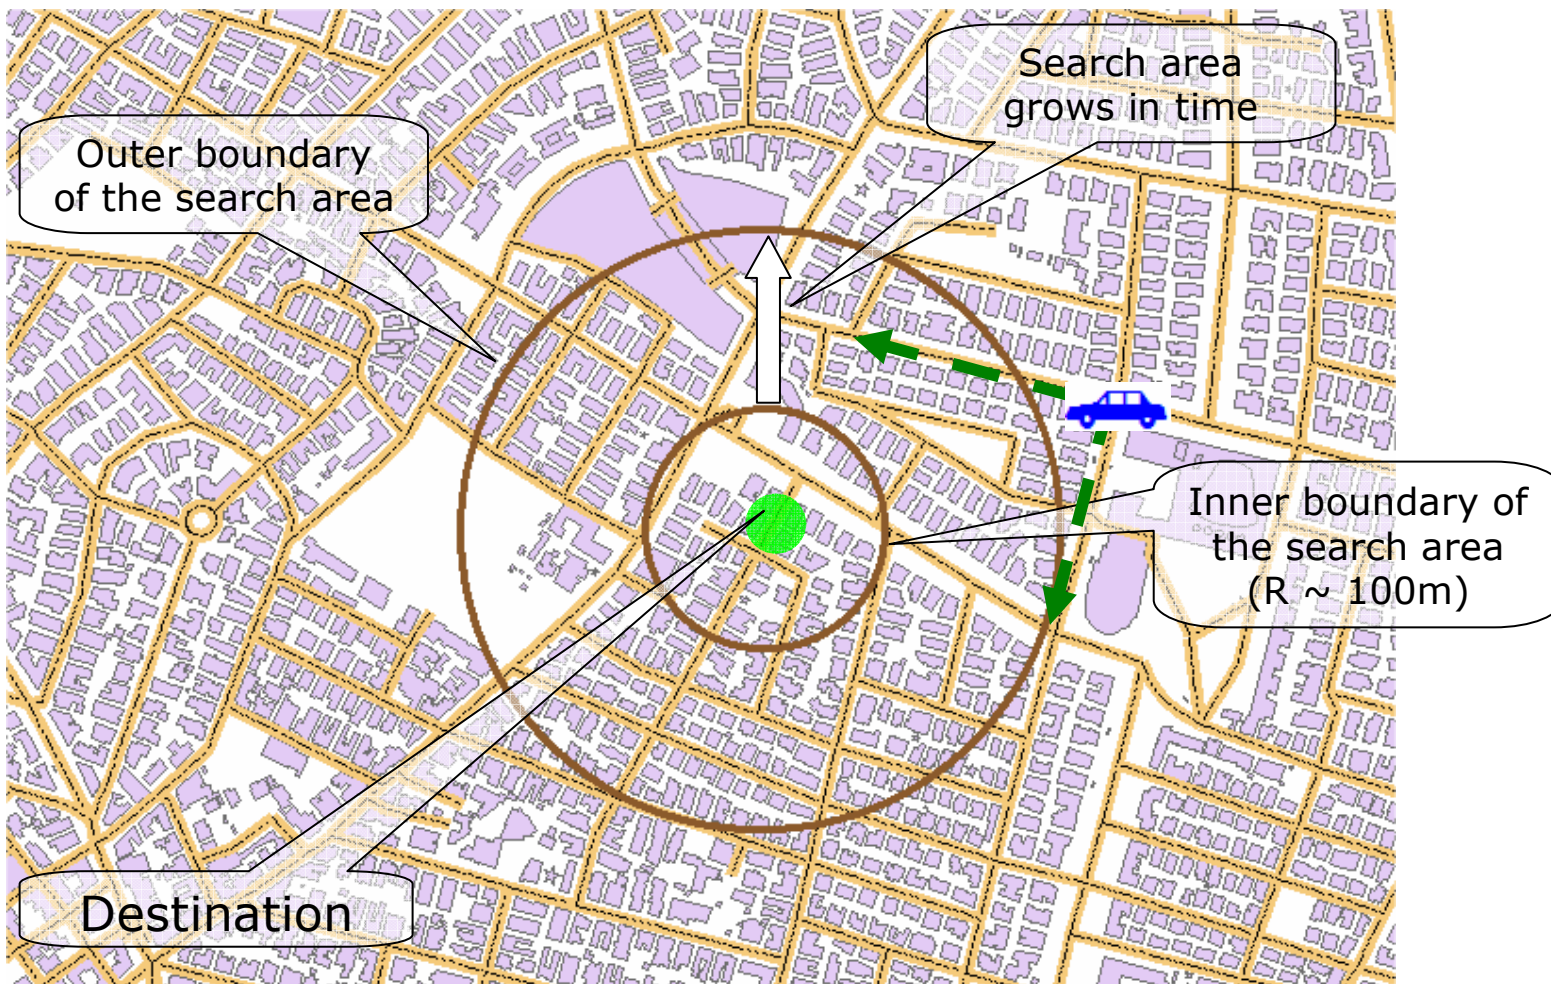 Search area
grows in time
Outer boundary
of the search area
Inner boundary of
the search area
(R ~ 100m)
Destination